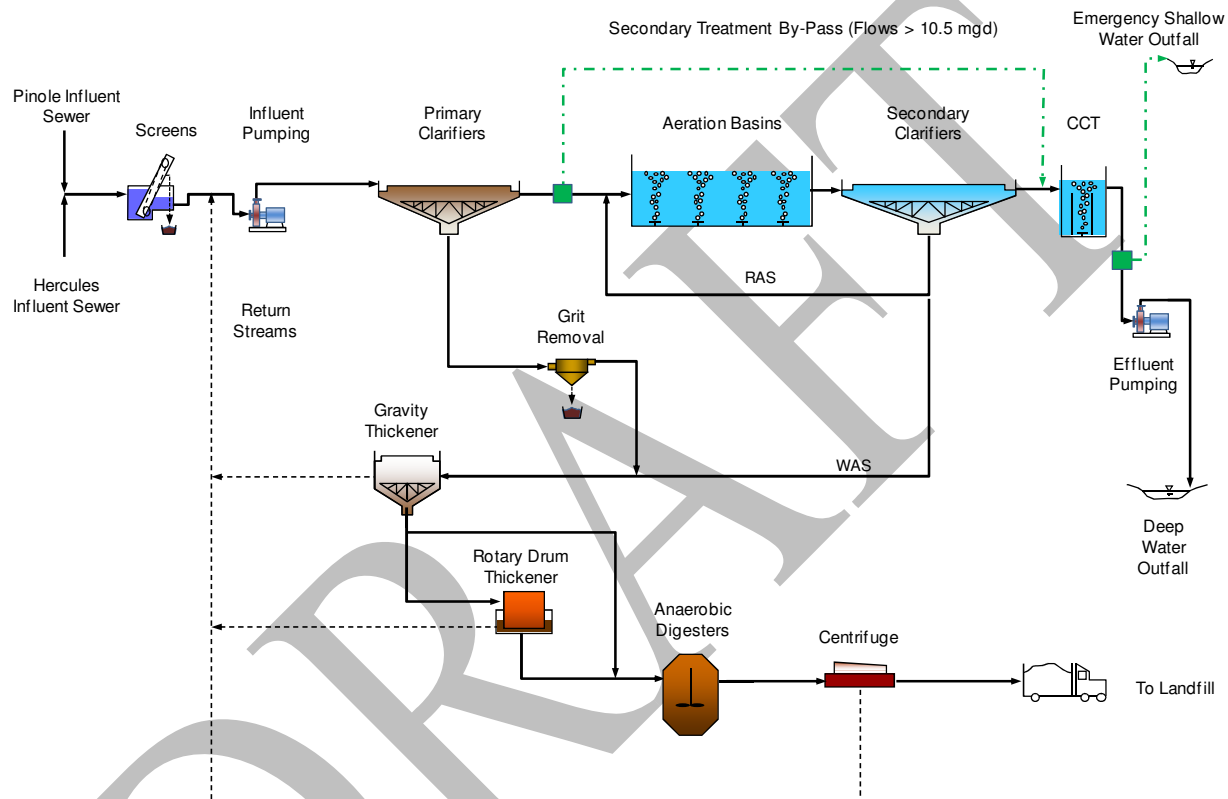 Secondary Treatment By-Pass (Flows > 10.5 mgd)
Emergency Shallow
Water Outfall
Pinole Influent
Sewer
Screens
Influent
Pumping
Primary
Clarifiers
Aeration Basins
Secondary
Clarifiers
CCT
Hercules
Influent Sewer
Return
Streams
RAS
Grit
Removal
Effluent
Pumping
Gravity
Thickener
WAS
Deep
Water
Outfall
Rotary Drum
Thickener
Anaerobic
Digesters
Centrifuge
To Landfill
DRAFT